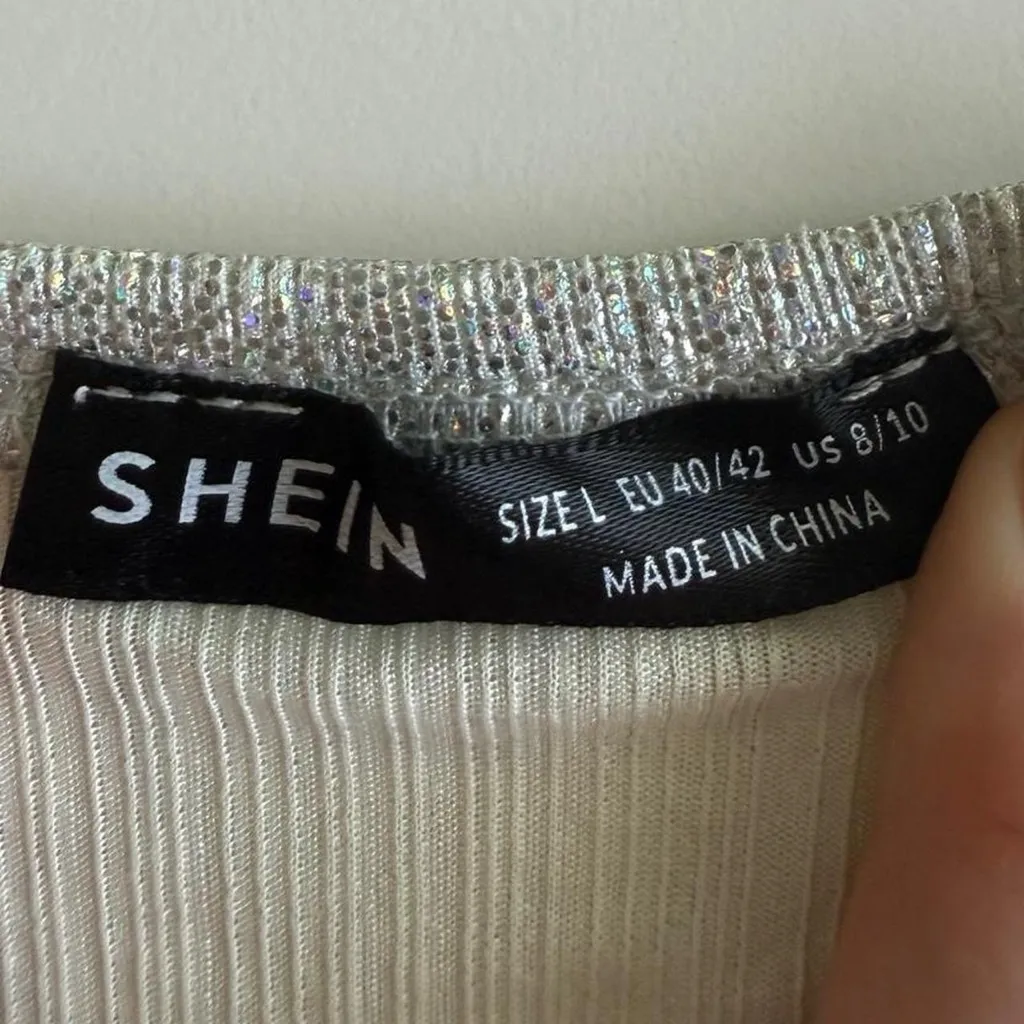 SHEIN
SIZE L EU 40/42 US 8/10
MADE IN CHINA